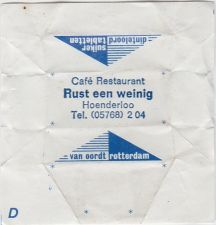 suiker dinteloord
tabletten
Café Restaurant
Rust een weinig
Hoenderloo
Tel. (05768) 2 04
van oordt rotterdam
D